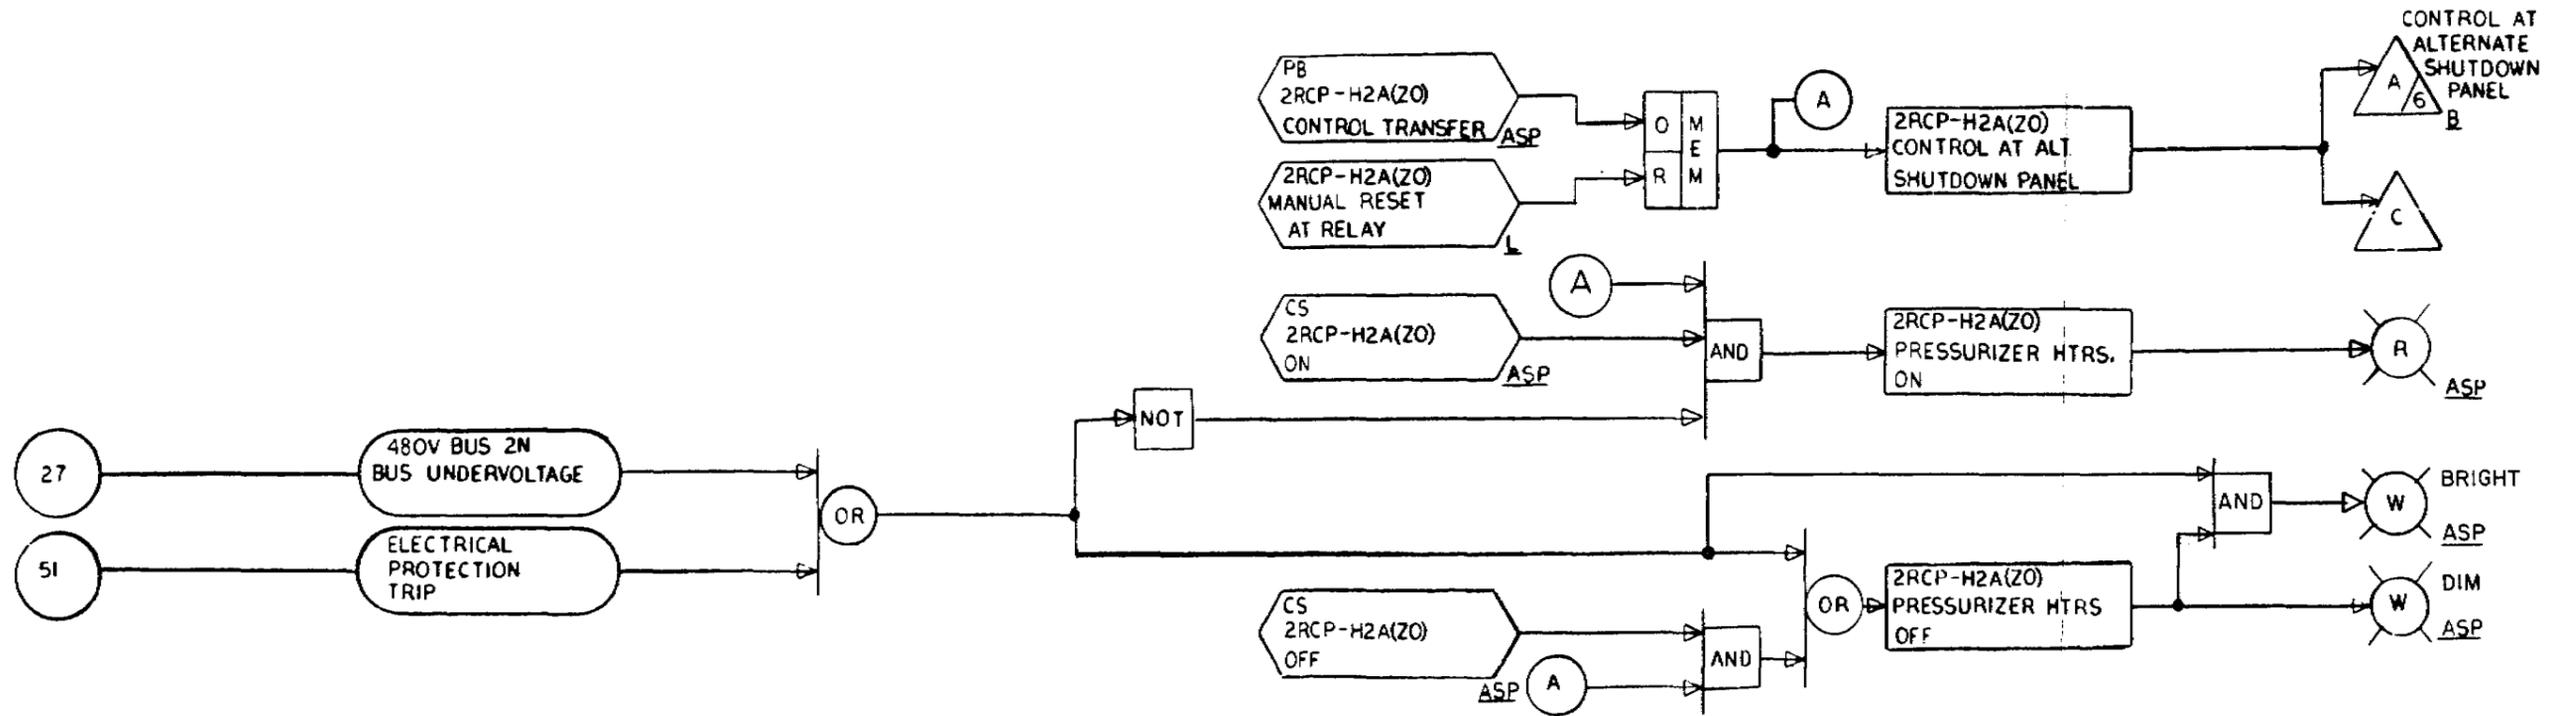 CONTROL AT
ALTERNATE
SHUTDOWN
PANEL
A/6
B
PB
2RCP-H2A(ZO)
CONTROL TRANSFER
ASP
O
R
M
E
M
A
2RCP-H2A(ZO)
CONTROL AT ALT
SHUTDOWN PANEL
2RCP-H2A(ZO)
MANUAL RESET
AT RELAY
L
C
A
CS
2RCP-H2A(ZO)
ON
ASP
AND
2RCP-H2A(ZO)
PRESSURIZER HTRS.
ON
R
ASP
NOT
27
480V BUS 2N
BUS UNDERVOLTAGE
51
ELECTRICAL
PROTECTION
TRIP
OR
AND
W
BRIGHT
ASP
CS
2RCP-H2A(ZO)
OFF
ASP
A
AND
OR
2RCP-H2A(ZO)
PRESSURIZER HTRS
OFF
W
DIM
ASP